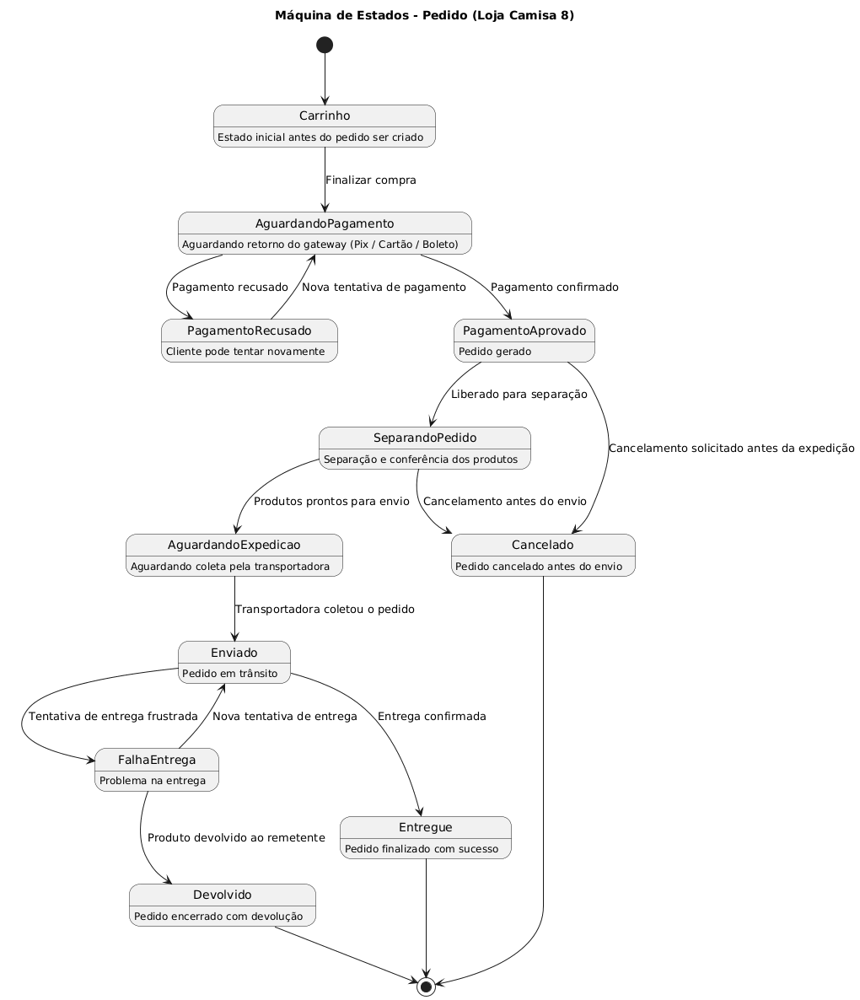 Máquina de Estados - Pedido (Loja Camisa 8)
Carrinho
Estado inicial antes do pedido ser criado
Finalizar compra
AguardandoPagamento
Aguardando retorno do gateway (Pix / Cartão / Boleto)
Pagamento recusado
Nova tentativa de pagamento
Pagamento confirmado
PagamentoRecusado
Cliente pode tentar novamente
PagamentoAprovado
Pedido gerado
Liberado para separação
SeparandoPedido
Separação e conferência dos produtos
Cancelamento solicitado antes da expedição
Produtos prontos para envio
Cancelamento antes do envio
AguardandoExpedicao
Aguardando coleta pela transportadora
Cancelado
Pedido cancelado antes do envio
Transportadora coletou o pedido
Enviado
Pedido em trânsito
Tentativa de entrega frustrada
Nova tentativa de entrega
Entrega confirmada
FalhaEntrega
Problema na entrega
Entregue
Pedido finalizado com sucesso
Produto devolvido ao remetente
Devolvido
Pedido encerrado com devolução